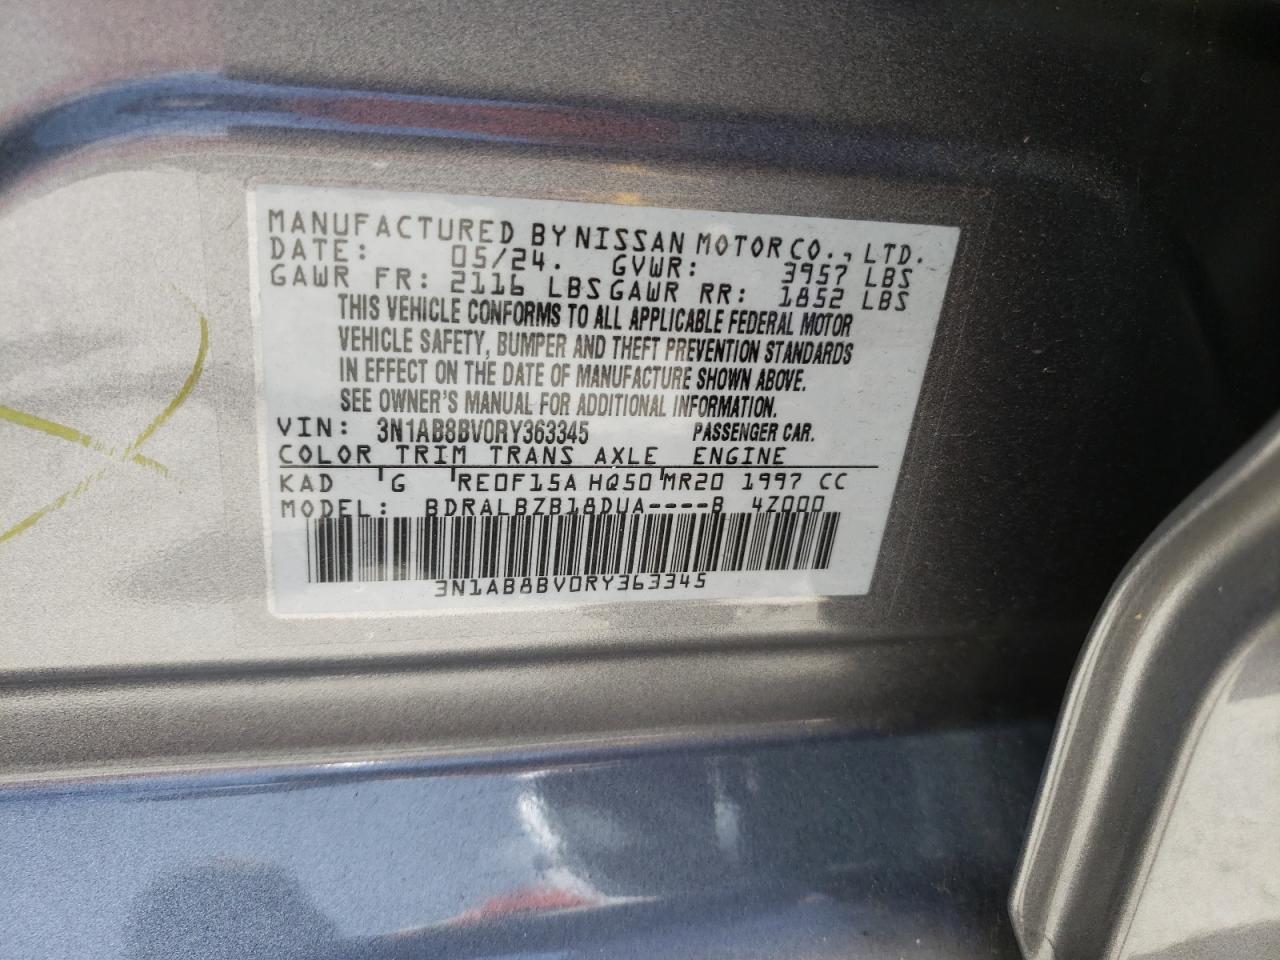 MANUFACTURED BY NISSAN MOTOR CO., LTD.
DATE: 05/24. GVWR: 3957 LBS
GAWR FR: 2116 LBS GAWR RR: 1852 LBS
THIS VEHICLE CONFORMS TO ALL APPLICABLE FEDERAL MOTOR
VEHICLE SAFETY, BUMPER AND THEFT PREVENTION STANDARDS
IN EFFECT ON THE DATE OF MANUFACTURE SHOWN ABOVE.
SEE OWNER'S MANUAL FOR ADDITIONAL INFORMATION.
VIN: 3N1AB8BV0RY363345 PASSENGER CAR.
COLOR TRIM TRANS AXLE ENGINE
KAD G RE0F15A HQ50 MR20 1997 CC
MODEL: BDRALBZB18DUA----B 4Z000
3N1AB8BV0RY363345